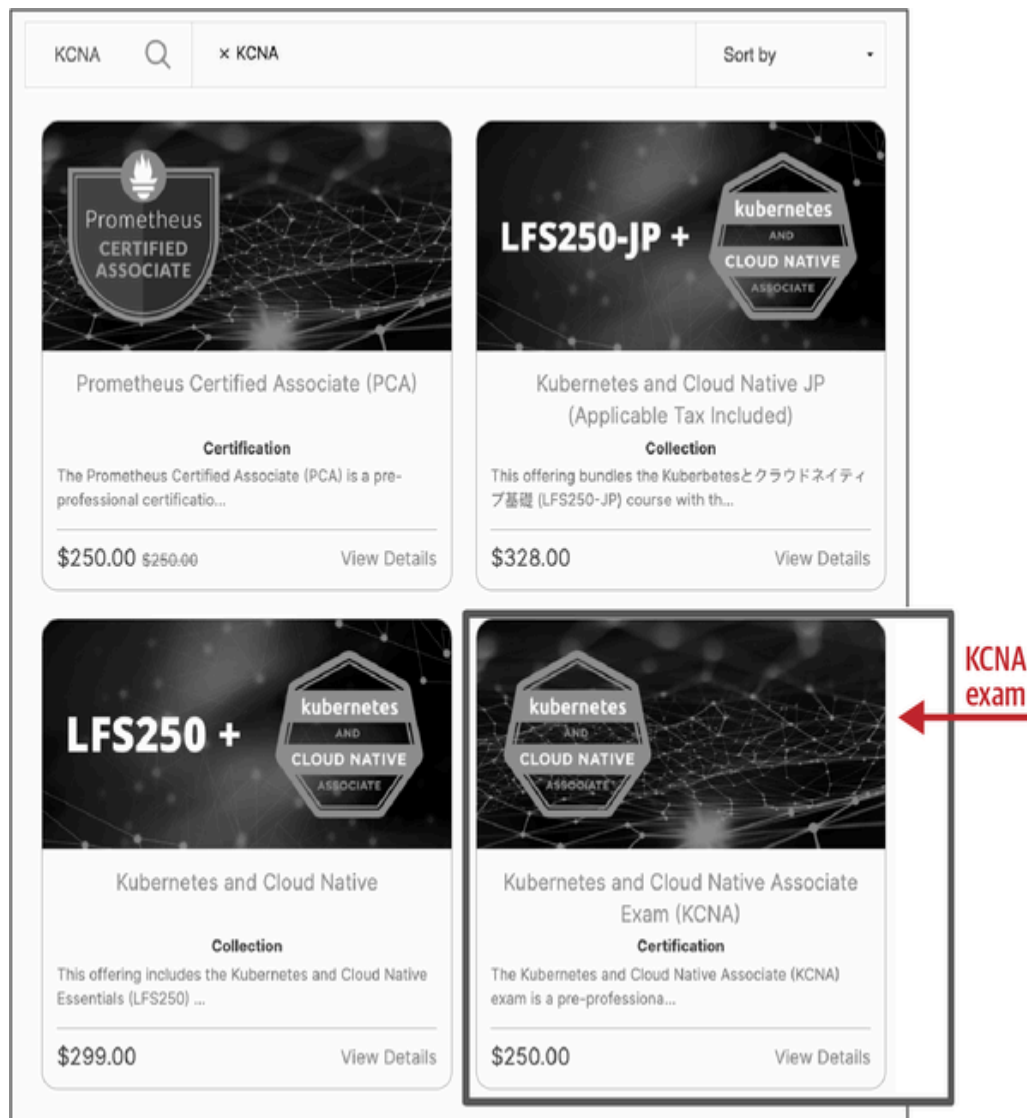 KCNA
× KCNA
Sort by
Prometheus
CERTIFIED
ASSOCIATE
LFS250-JP +
kubernetes
AND
CLOUD NATIVE
ASSOCIATE
Prometheus Certified Associate (PCA)
Certification
The Prometheus Certified Associate (PCA) is a pre-
professional certificatio...
$250.00 $250.00
View Details
Kubernetes and Cloud Native JP
(Applicable Tax Included)
Collection
This offering bundles the Kuberbetesとクラウドネイティ
ブ基礎 (LFS250-JP) course with th...
$328.00
View Details
LFS250 +
kubernetes
AND
CLOUD NATIVE
ASSOCIATE
Kubernetes and Cloud Native
Collection
This offering includes the Kubernetes and Cloud Native
Essentials (LFS250) ...
$299.00
View Details
kubernetes
AND
CLOUD NATIVE
ASSOCIATE
Kubernetes and Cloud Native Associate
Exam (KCNA)
Certification
The Kubernetes and Cloud Native Associate (KCNA)
exam is a pre-professiona...
$250.00
View Details
KCNA
exam